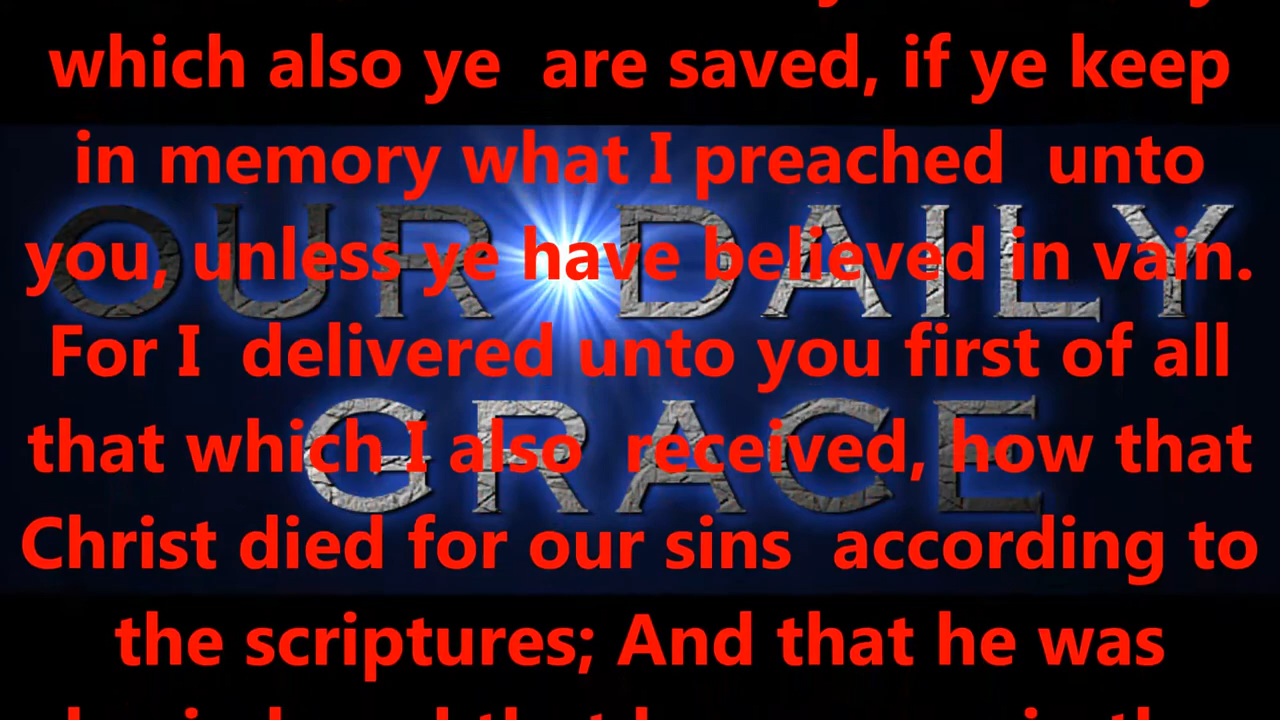 which also ye are saved, if ye keep
in memory what I preached unto
you, unless ye have believed in vain.
For I delivered unto you first of all
that which I also received, how that
Christ died for our sins according to
the scriptures; And that he was
OUR DAILY
GRACE